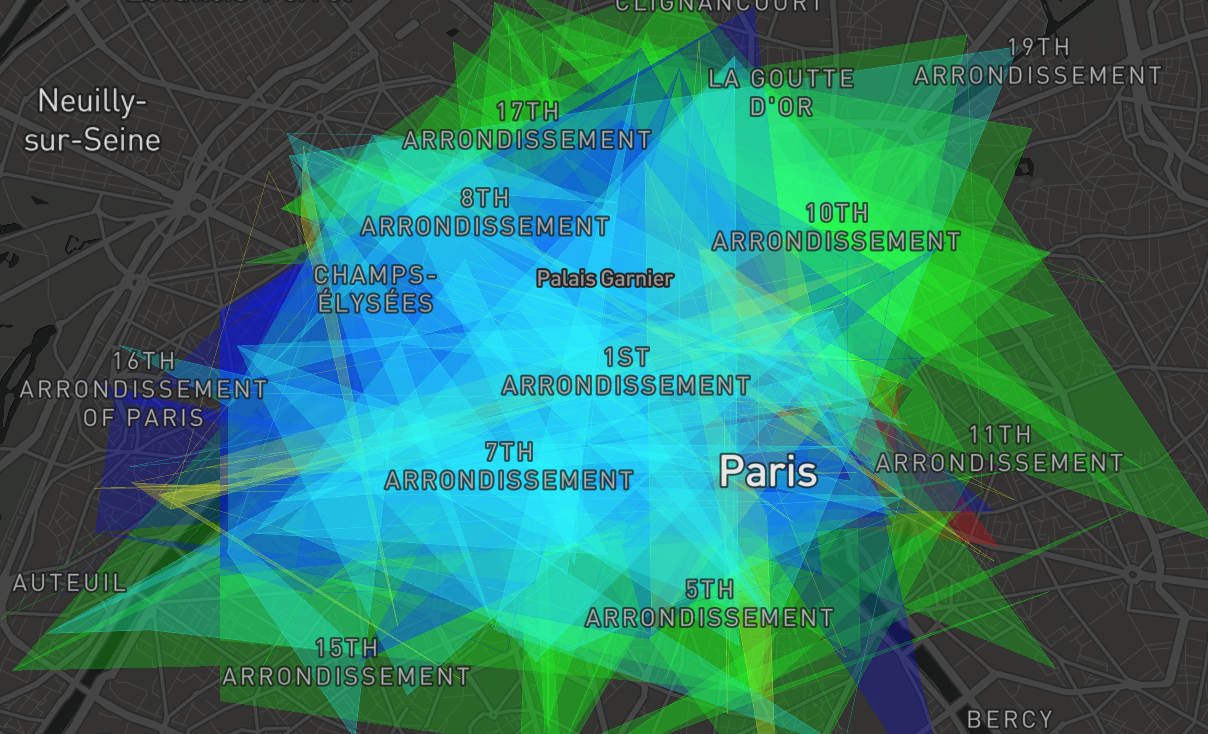 CLIGNANCOURT
19TH
ARRONDISSEMENT
LA GOUTTE
D'OR
Neuilly-
sur-Seine
17TH
ARRONDISSEMENT
8TH
ARRONDISSEMENT
10TH
ARRONDISSEMENT
CHAMPS-
ÉLYSÉES
Palais Garnier
16TH
ARRONDISSEMENT
OF PARIS
1ST
ARRONDISSEMENT
7TH
ARRONDISSEMENT
Paris
11TH
ARRONDISSEMENT
AUTEUIL
5TH
ARRONDISSEMENT
15TH
ARRONDISSEMENT
BERCY